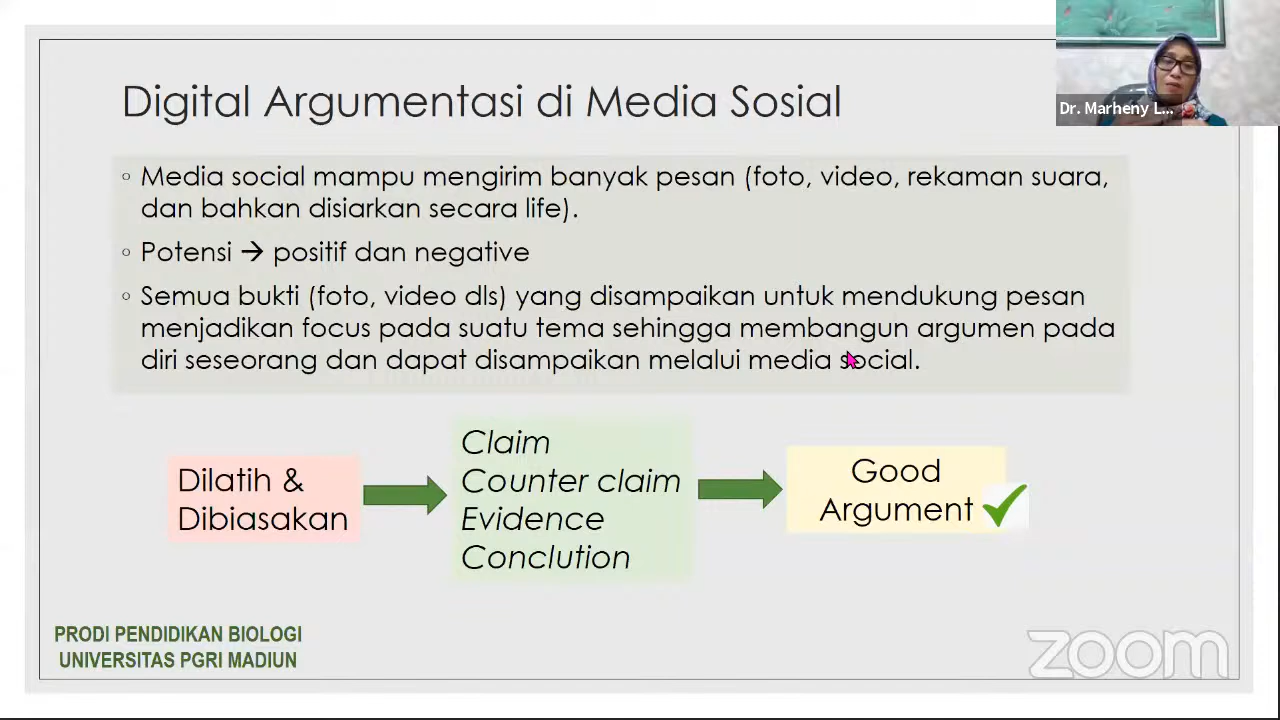 Digital Argumentasi di Media Sosial
Dr. Marheny L...
Media social mampu mengirim banyak pesan (foto, video, rekaman suara,
dan bahkan disiarkan secara life).
Potensi → positif dan negative
Semua bukti (foto, video dls) yang disampaikan untuk mendukung pesan
menjadikan focus pada suatu tema sehingga membangun argumen pada
diri seseorang dan dapat disampaikan melalui media social.
Dilatih &
Dibiasakan
Claim
Counter claim
Evidence
Conclution
Good
Argument
PRODI PENDIDIKAN BIOLOGI
UNIVERSITAS PGRI MADIUN
zoom